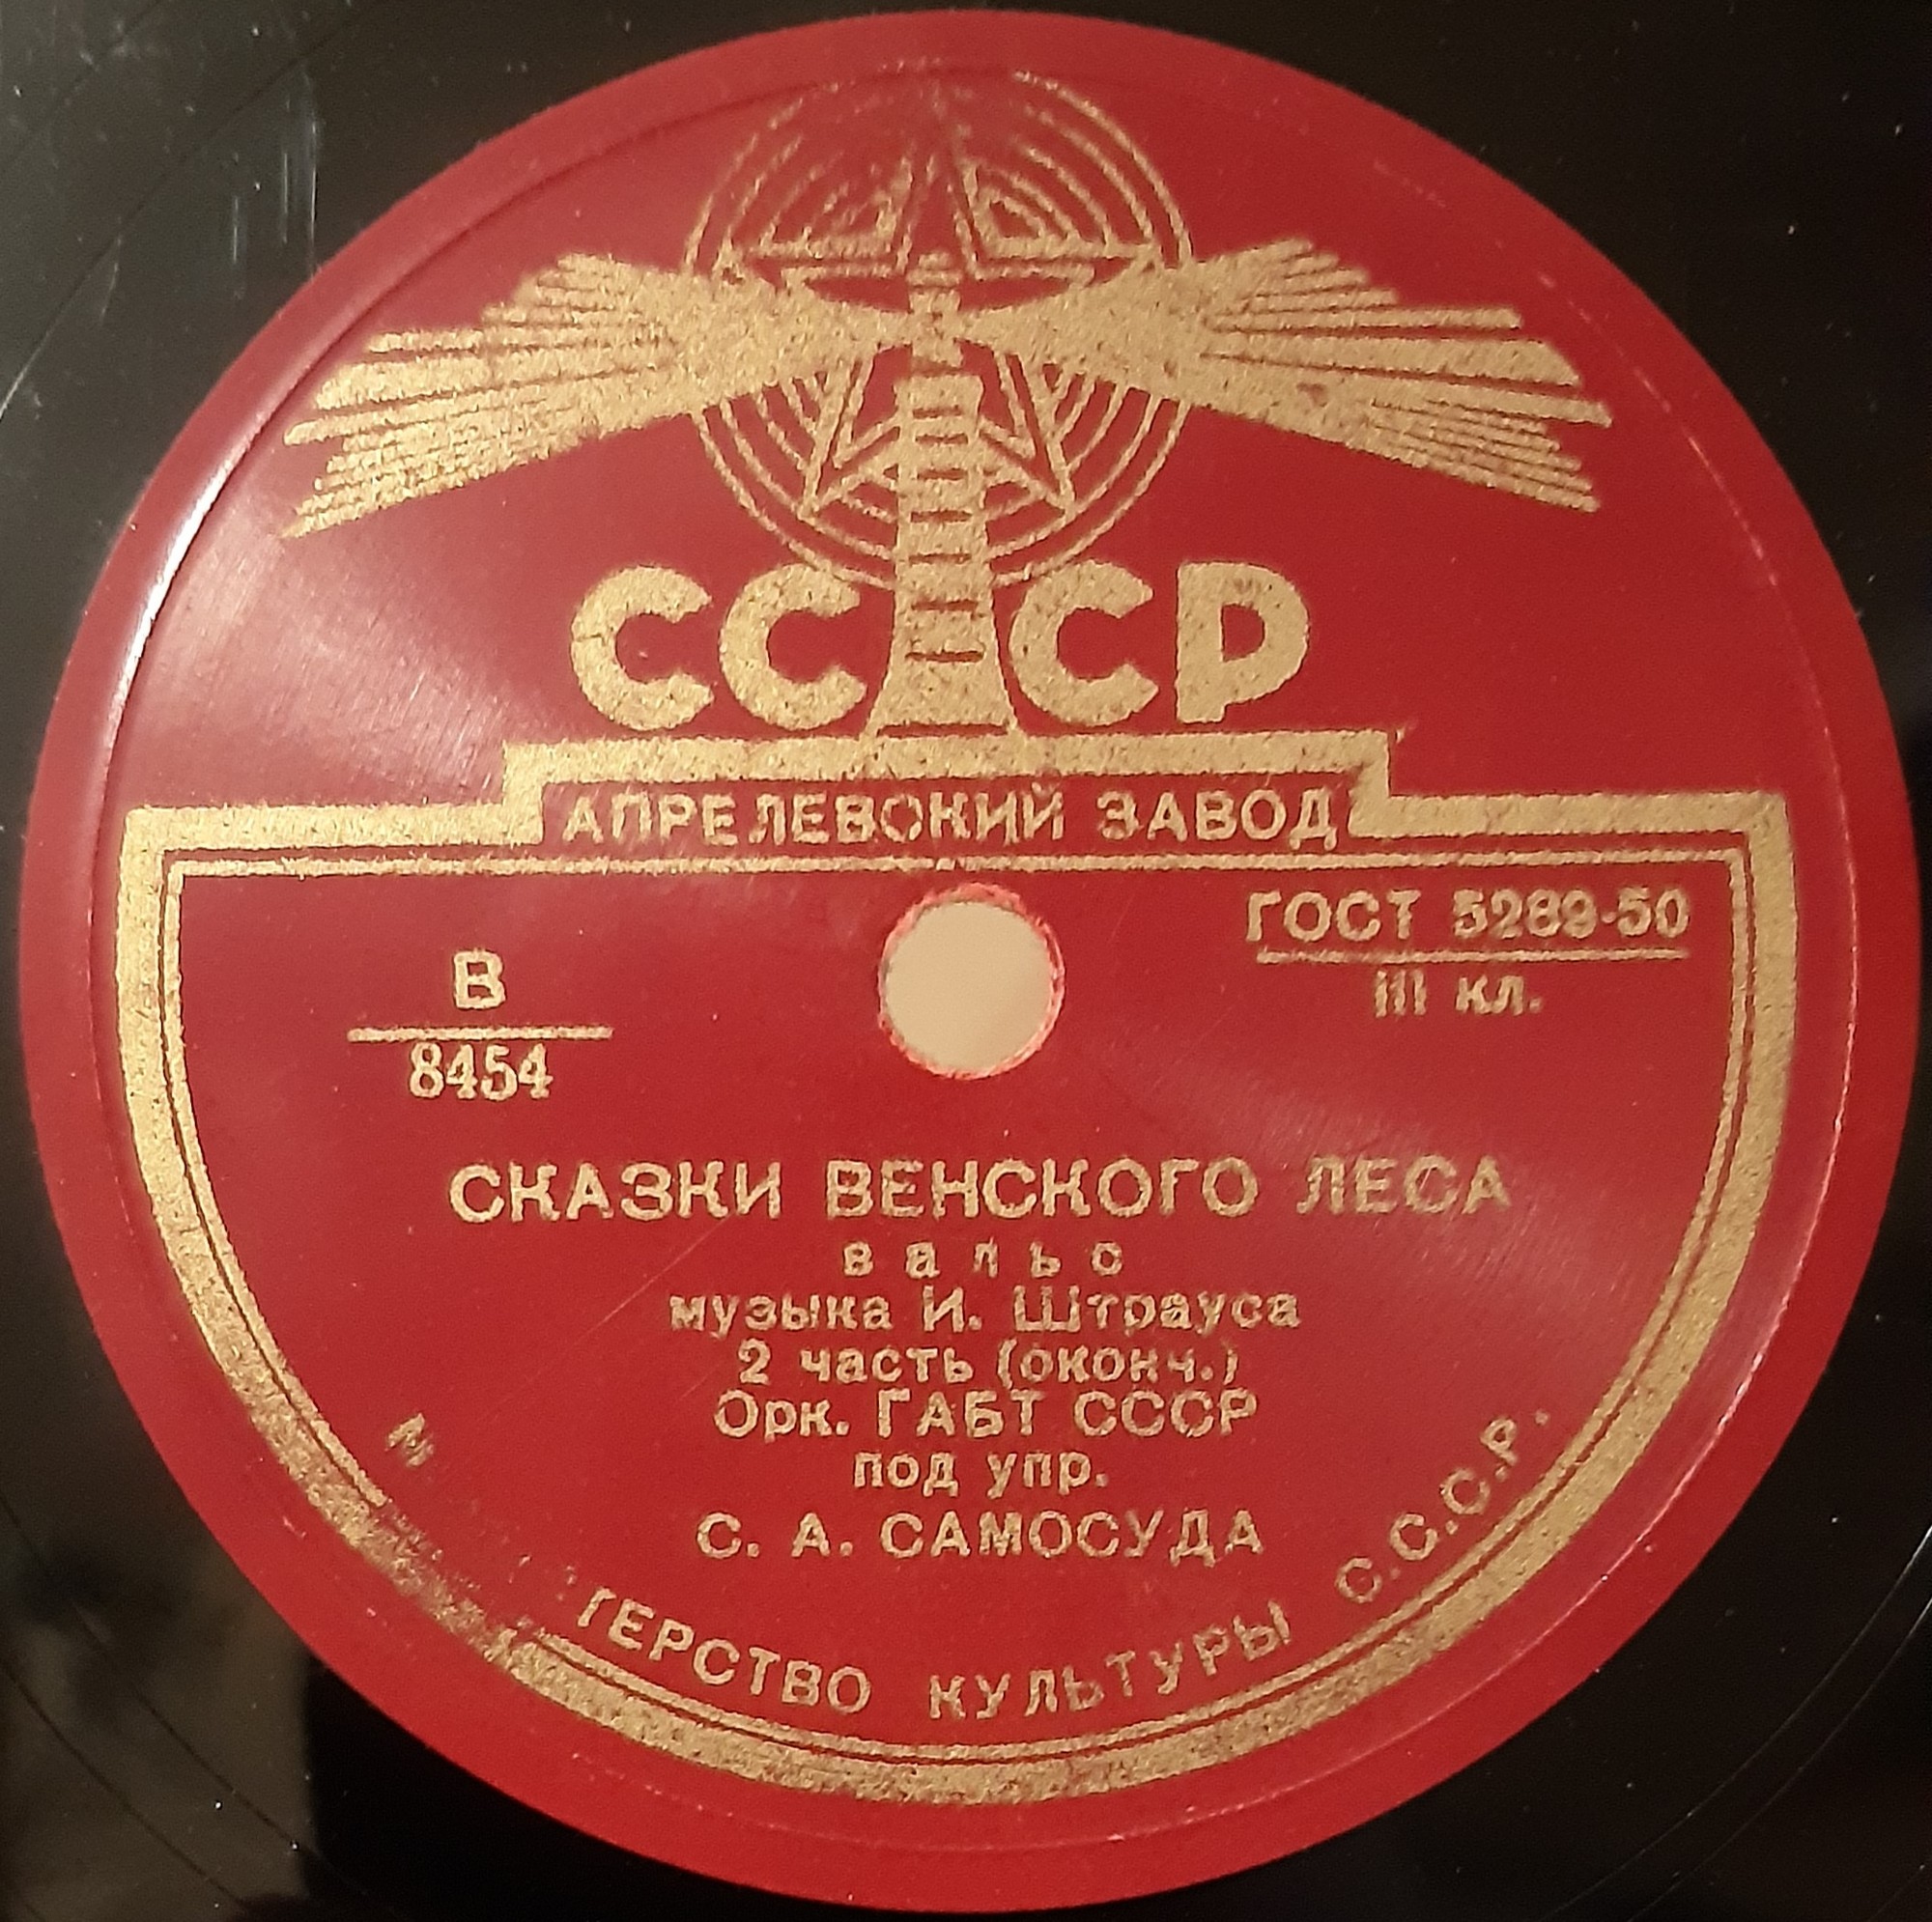 СССР
АПРЕЛЕВСКИЙ ЗАВОД
ГОСТ 5289-50
III кл.
В
8454
СКАЗКИ ВЕНСКОГО ЛЕСА
вальс
музыка И. Штрауса
2 часть (оконч.)
Орк. ГАБТ СССР
под упр.
С. А. САМОСУДА
КУЛЬТУРЫ С.С.С.Р.